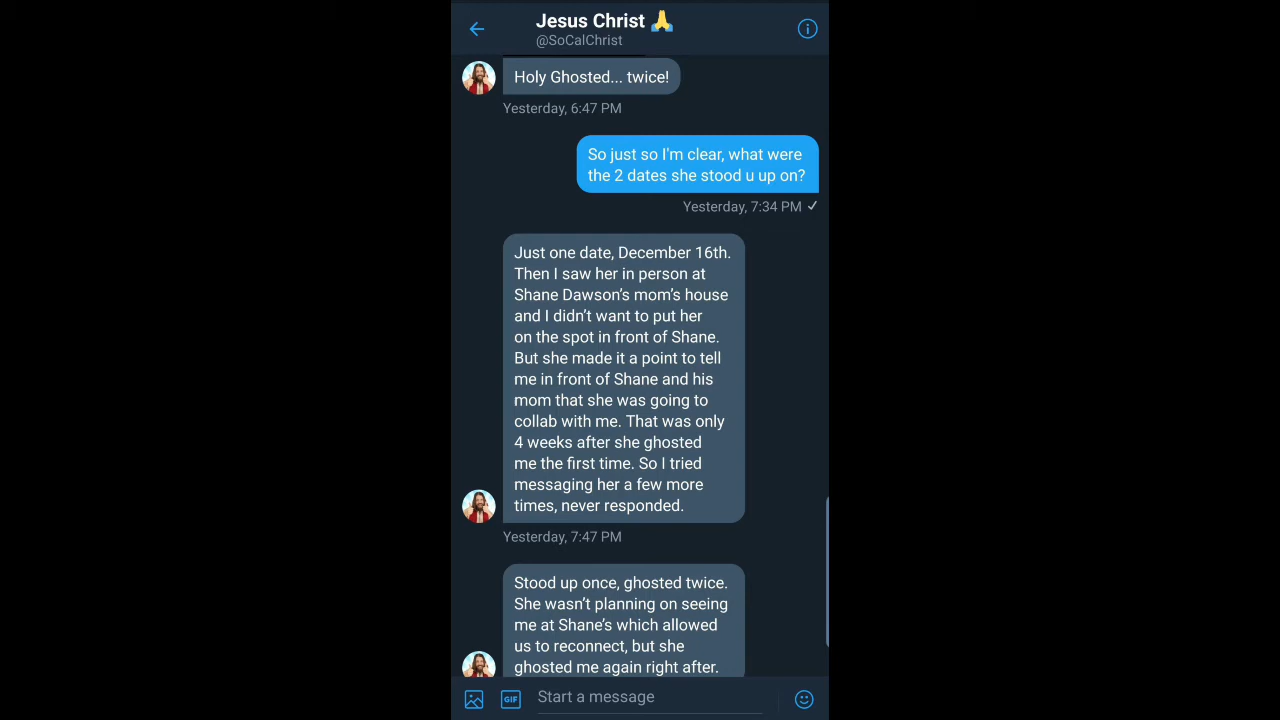 Jesus Christ 🙏
@SoCalChrist
Holy Ghosted... twice!
Yesterday, 6:47 PM
So just so I'm clear, what were
the 2 dates she stood u up on?
Yesterday, 7:34 PM ✓
Just one date, December 16th.
Then I saw her in person at
Shane Dawson's mom's house
and I didn't want to put her
on the spot in front of Shane.
But she made it a point to tell
me in front of Shane and his
mom that she was going to
collab with me. That was only
4 weeks after she ghosted
me the first time. So I tried
messaging her a few more
times, never responded.
Yesterday, 7:47 PM
Stood up once, ghosted twice.
She wasn't planning on seeing
me at Shane's which allowed
us to reconnect, but she
ghosted me again right after.
GIF
Start a message